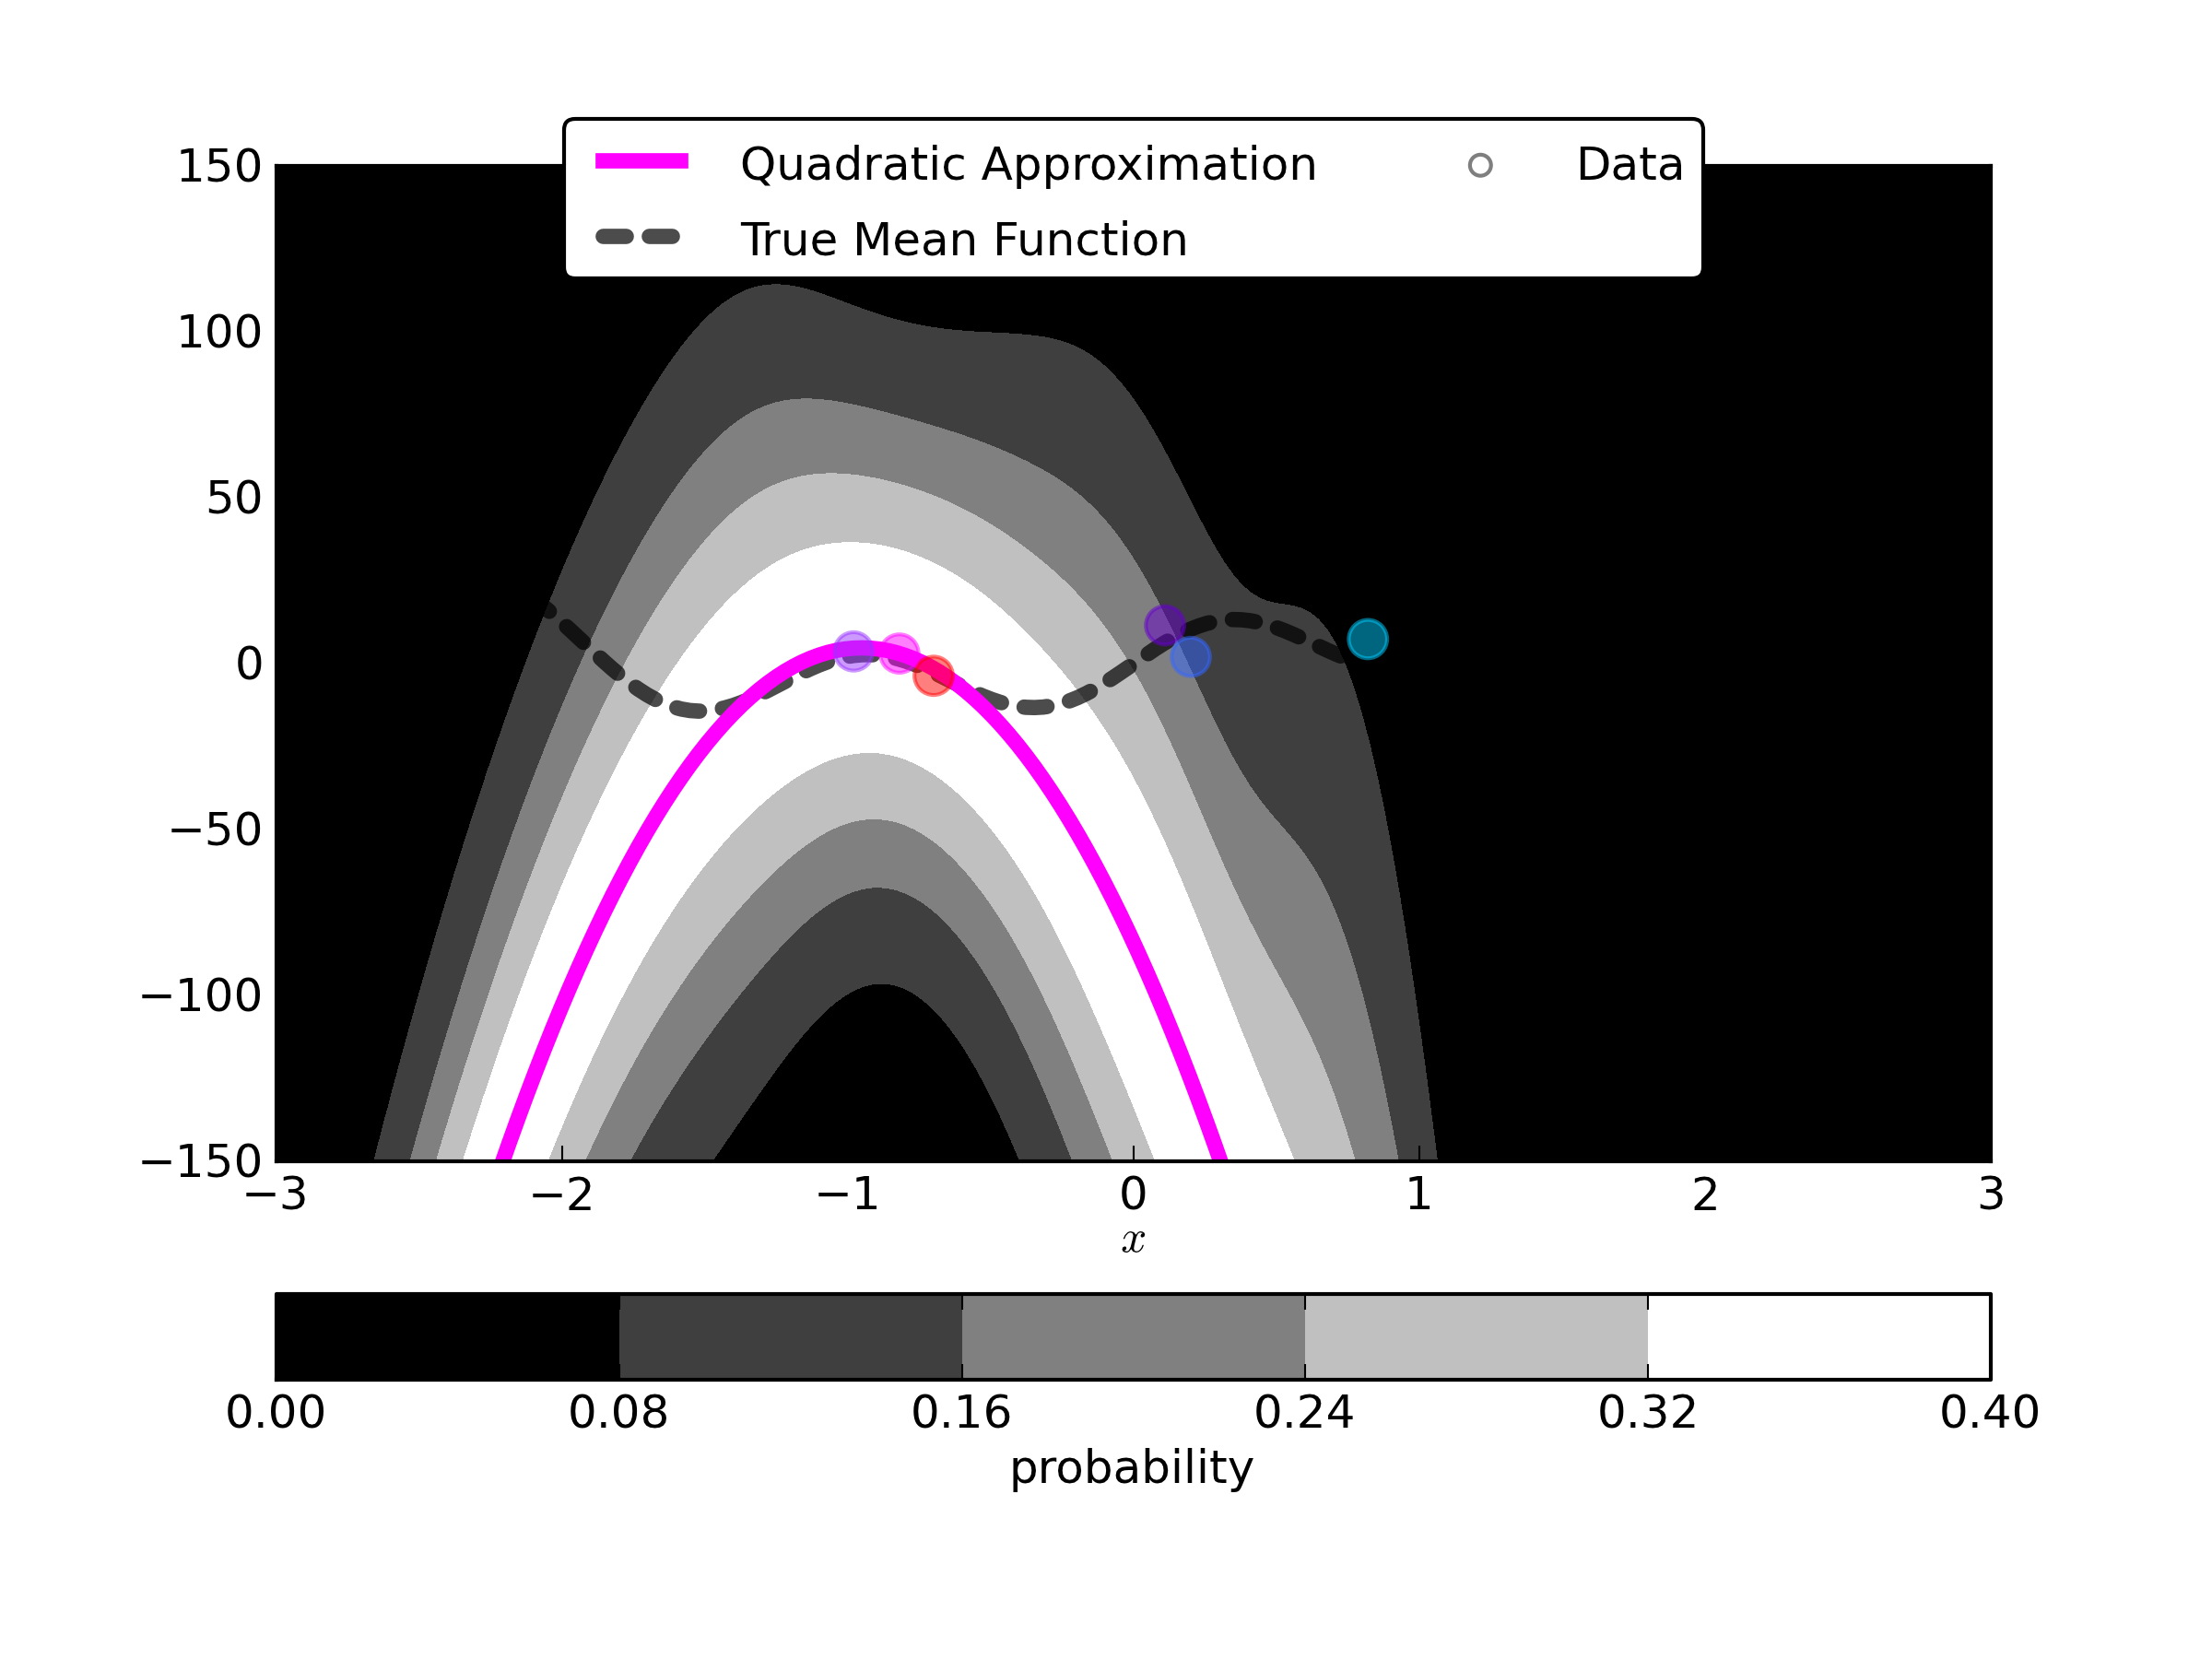 Quadratic Approximation
Data
True Mean Function
150
100
50
0
−50
−100
−150
−3 −2 −1 0 1 2 3
x
0.00 0.08 0.16 0.24 0.32 0.40
probability